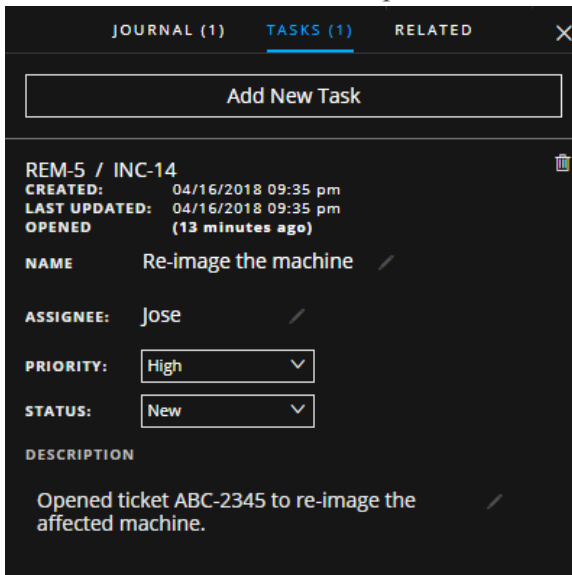 JOURNAL (1) TASKS (1) RELATED
Add New Task
REM-5 / INC-14
CREATED: 04/16/2018 09:35 pm
LAST UPDATED: 04/16/2018 09:35 pm
OPENED (13 minutes ago)
NAME Re-image the machine
ASSIGNEE: Jose
PRIORITY: High
STATUS: New
DESCRIPTION
Opened ticket ABC-2345 to re-image the
affected machine.